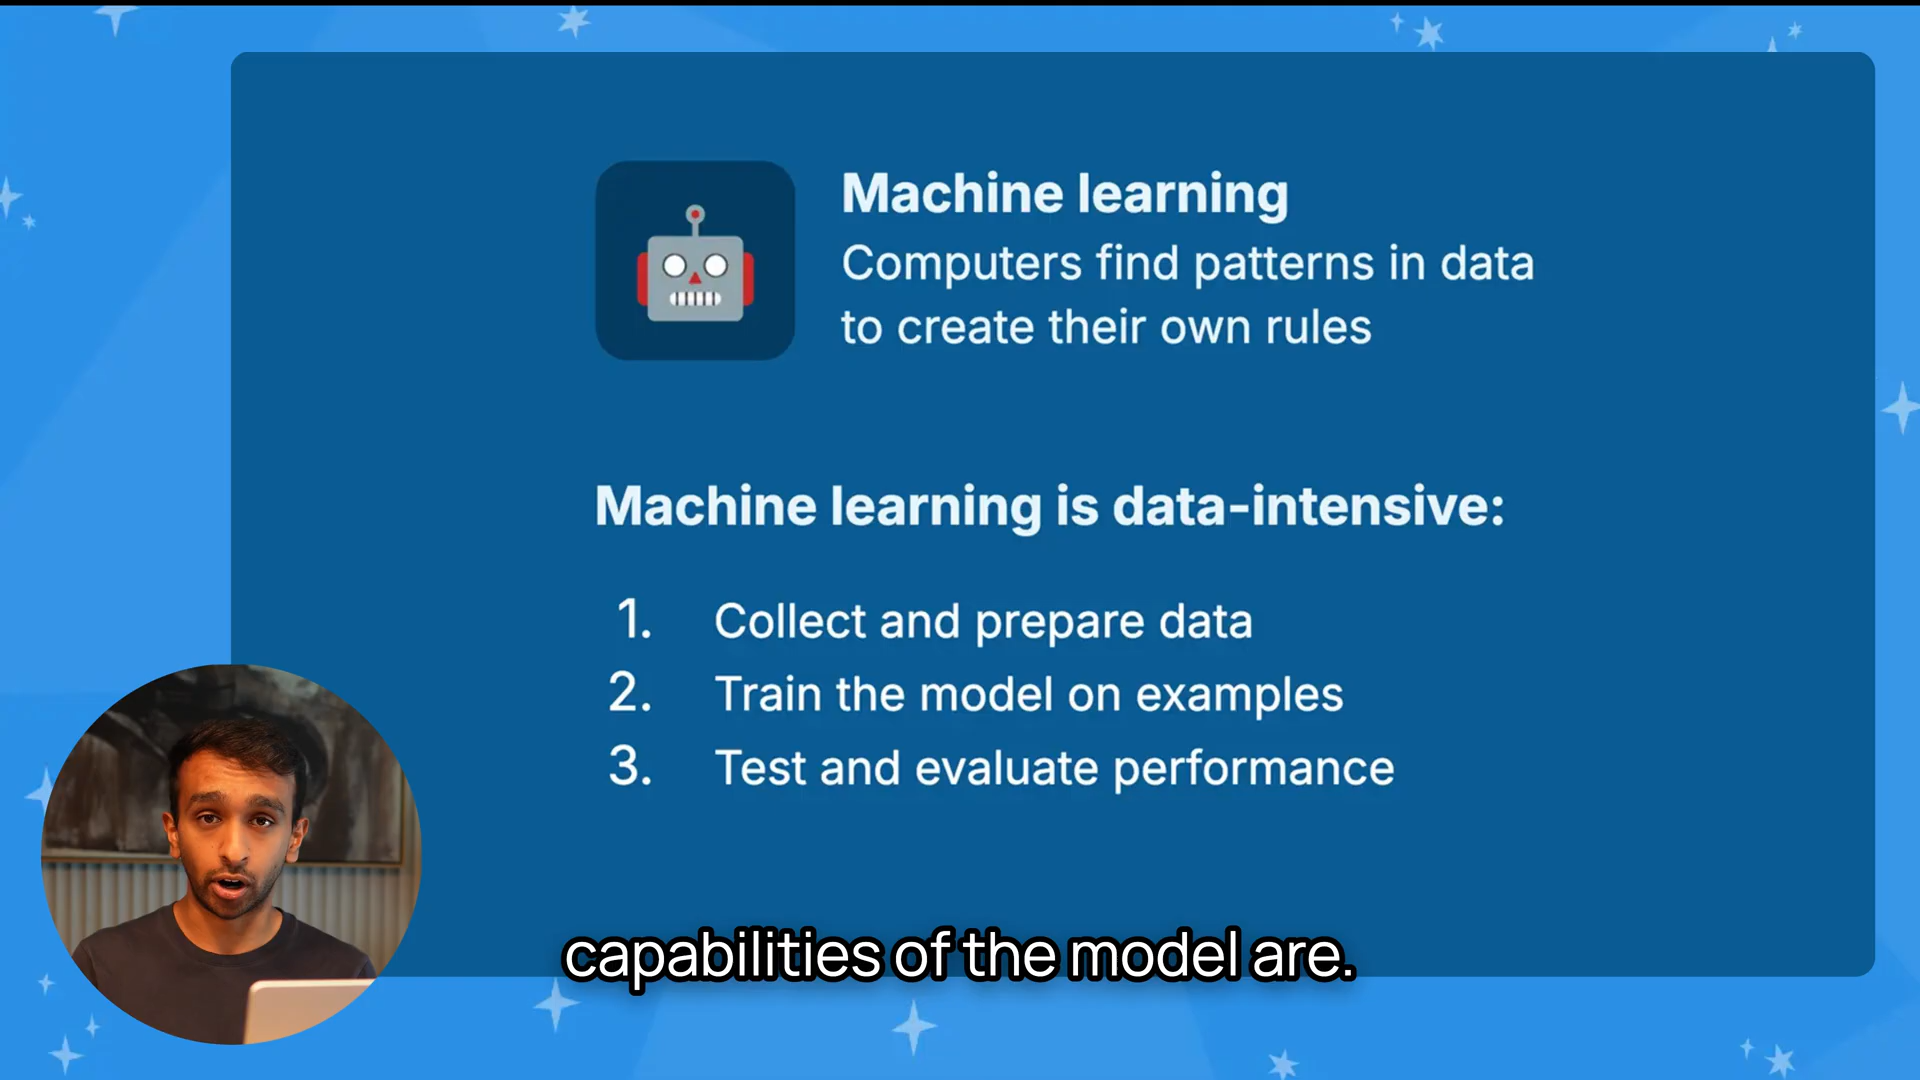 Machine learning
Computers find patterns in data
to create their own rules
Machine learning is data-intensive:
1. Collect and prepare data
2. Train the model on examples
3. Test and evaluate performance
capabilities of the model are.